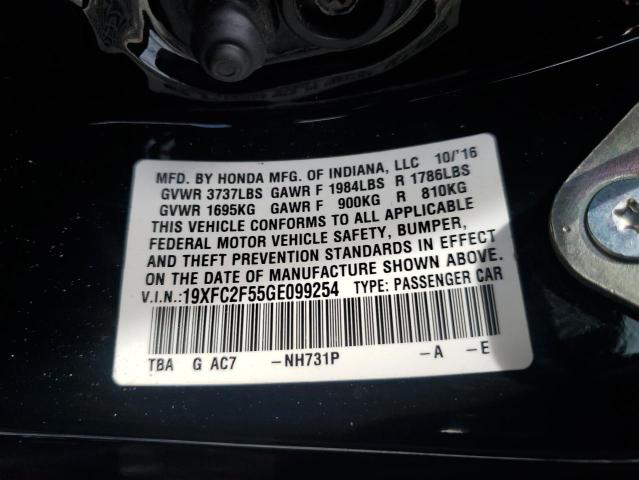 MFD. BY HONDA MFG. OF INDIANA, LLC 10/'16
GVWR 3737LBS GAWR F 1984LBS R 1786LBS
GVWR 1695KG GAWR F 900KG R 810KG
THIS VEHICLE CONFORMS TO ALL APPLICABLE
FEDERAL MOTOR VEHICLE SAFETY, BUMPER,
AND THEFT PREVENTION STANDARDS IN EFFECT
ON THE DATE OF MANUFACTURE SHOWN ABOVE.
V.I.N.:19XFC2F55GE099254 TYPE: PASSENGER CAR
TBA G AC7 -NH731P -A -E